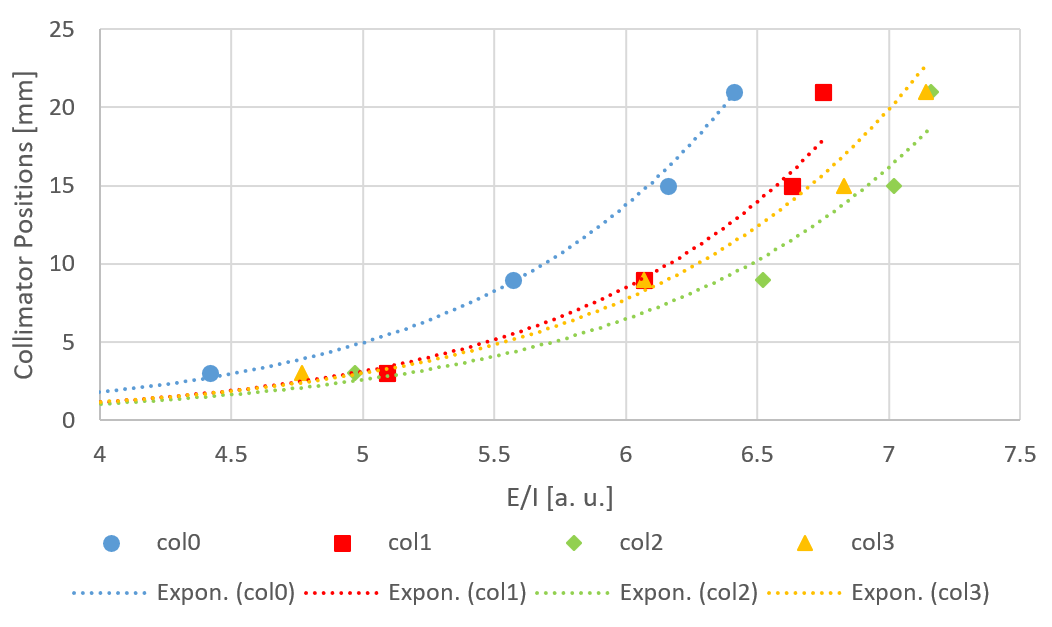 Collimator Positions [mm]
25
20
15
10
5
0
4 4.5 5 5.5 6 6.5 7 7.5
E/I [a. u.]
col0 col1 col2 col3
Expon. (col0) Expon. (col1) Expon. (col2) Expon. (col3)